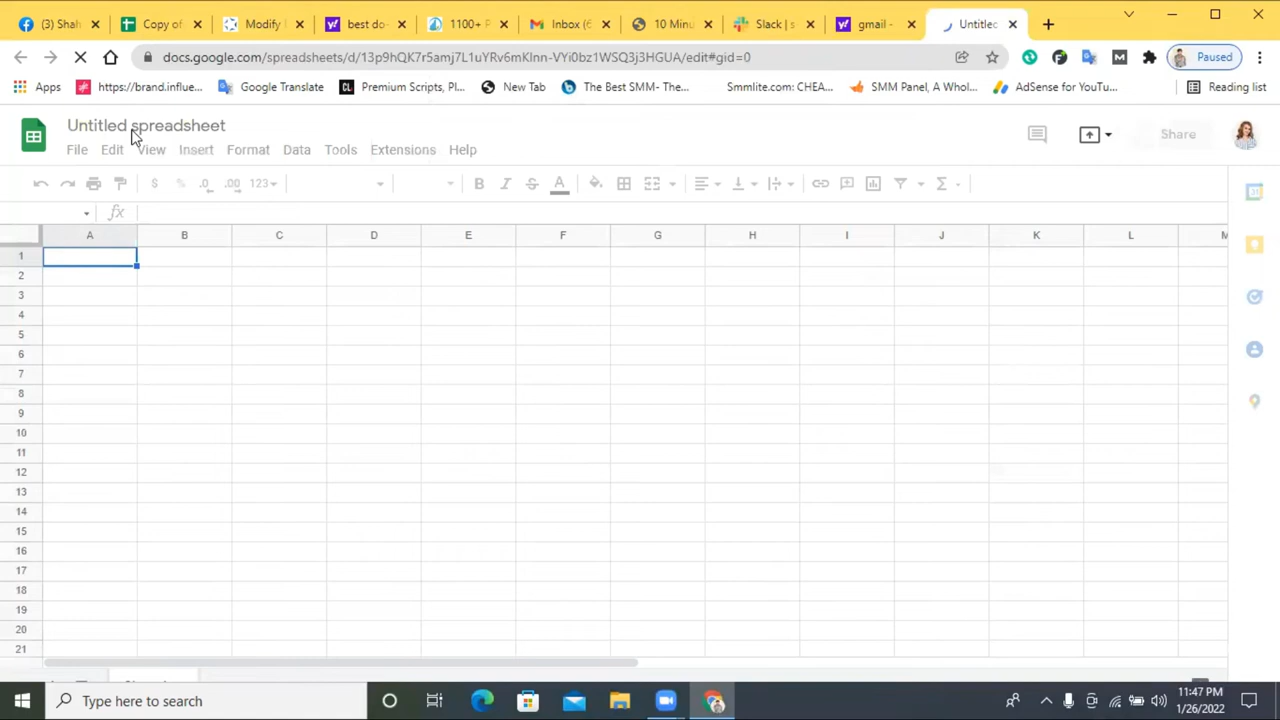 (3) Shah
Copy of
Modify
best do
1100+ P
Inbox (6
10 Minu
Slack | s
gmail -
Untitled
docs.google.com/spreadsheets/d/13p9hQK7r5amj7L1uYRv6mKlnn-VYi0bz1WSQ3j3HGUA/edit#gid=0
Paused
Apps
https://brand.influe...
Google Translate
CL
Premium Scripts, Pl...
New Tab
The Best SMM- The...
Smmlite.com: CHEA...
SMM Panel, A Whol...
AdSense for YouTu...
Reading list
Untitled spreadsheet
File Edit View Insert Format Data Tools Extensions Help
Share
$ % .0 .00 123
B I S A
fx
A B C D E F G H I J K L M
1
2
3
4
5
6
7
8
9
10
11
12
13
14
15
16
17
18
19
20
21
Type here to search
11:47 PM
1/26/2022